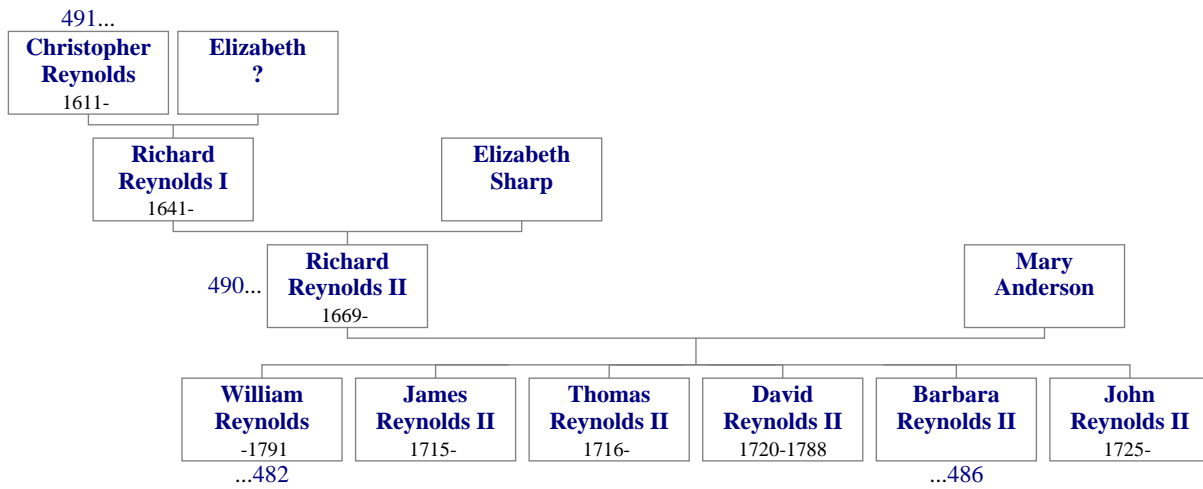 491...
Christopher
Reynolds
1611-
Elizabeth
?
Richard
Reynolds I
1641-
Elizabeth
Sharp
490...
Richard
Reynolds II
1669-
Mary
Anderson
William
Reynolds
-1791
...482
James
Reynolds II
1715-
Thomas
Reynolds II
1716-
David
Reynolds II
1720-1788
Barbara
Reynolds II
...486
John
Reynolds II
1725-